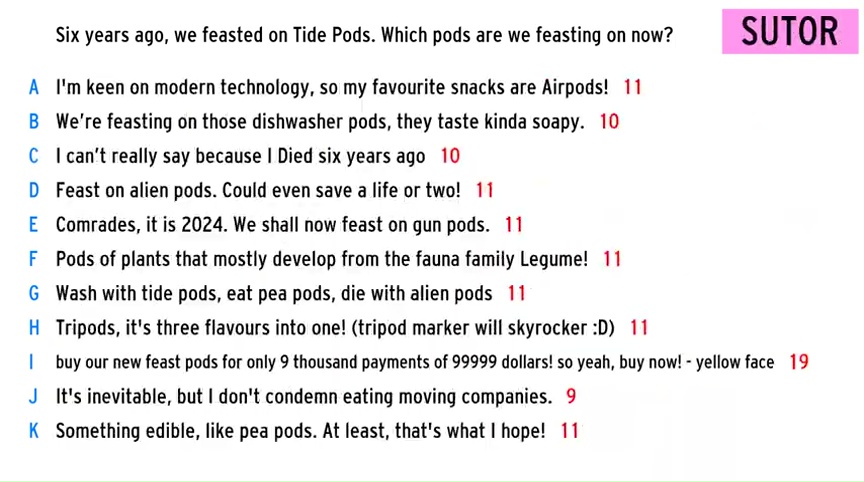 Six years ago, we feasted on Tide Pods. Which pods are we feasting on now?
SUTOR
A I'm keen on modern technology, so my favourite snacks are Airpods! 11
B We're feasting on those dishwasher pods, they taste kinda soapy. 10
C I can't really say because I Died six years ago 10
D Feast on alien pods. Could even save a life or two! 11
E Comrades, it is 2024. We shall now feast on gun pods. 11
F Pods of plants that mostly develop from the fauna family Legume! 11
G Wash with tide pods, eat pea pods, die with alien pods 11
H Tripods, it's three flavours into one! (tripod marker will skyrocker :D) 11
I buy our new feast pods for only 9 thousand payments of 99999 dollars! so yeah, buy now! - yellow face 19
J It's inevitable, but I don't condemn eating moving companies. 9
K Something edible, like pea pods. At least, that's what I hope! 11